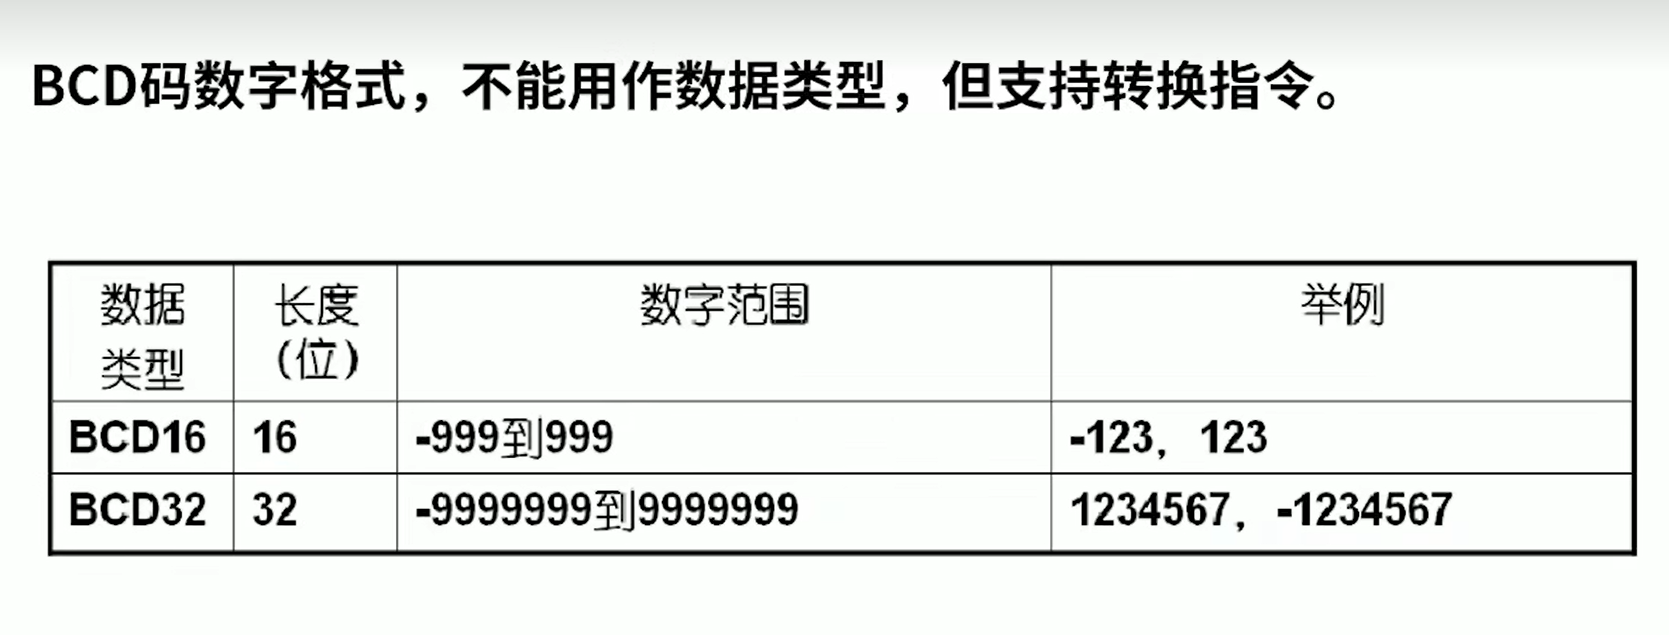 BCD码数字格式，不能用作数据类型，但支持转换指令。
数据类型 长度（位） 数字范围 举例
BCD16 16 -999到999 -123，123
BCD32 32 -9999999到9999999 1234567，-1234567